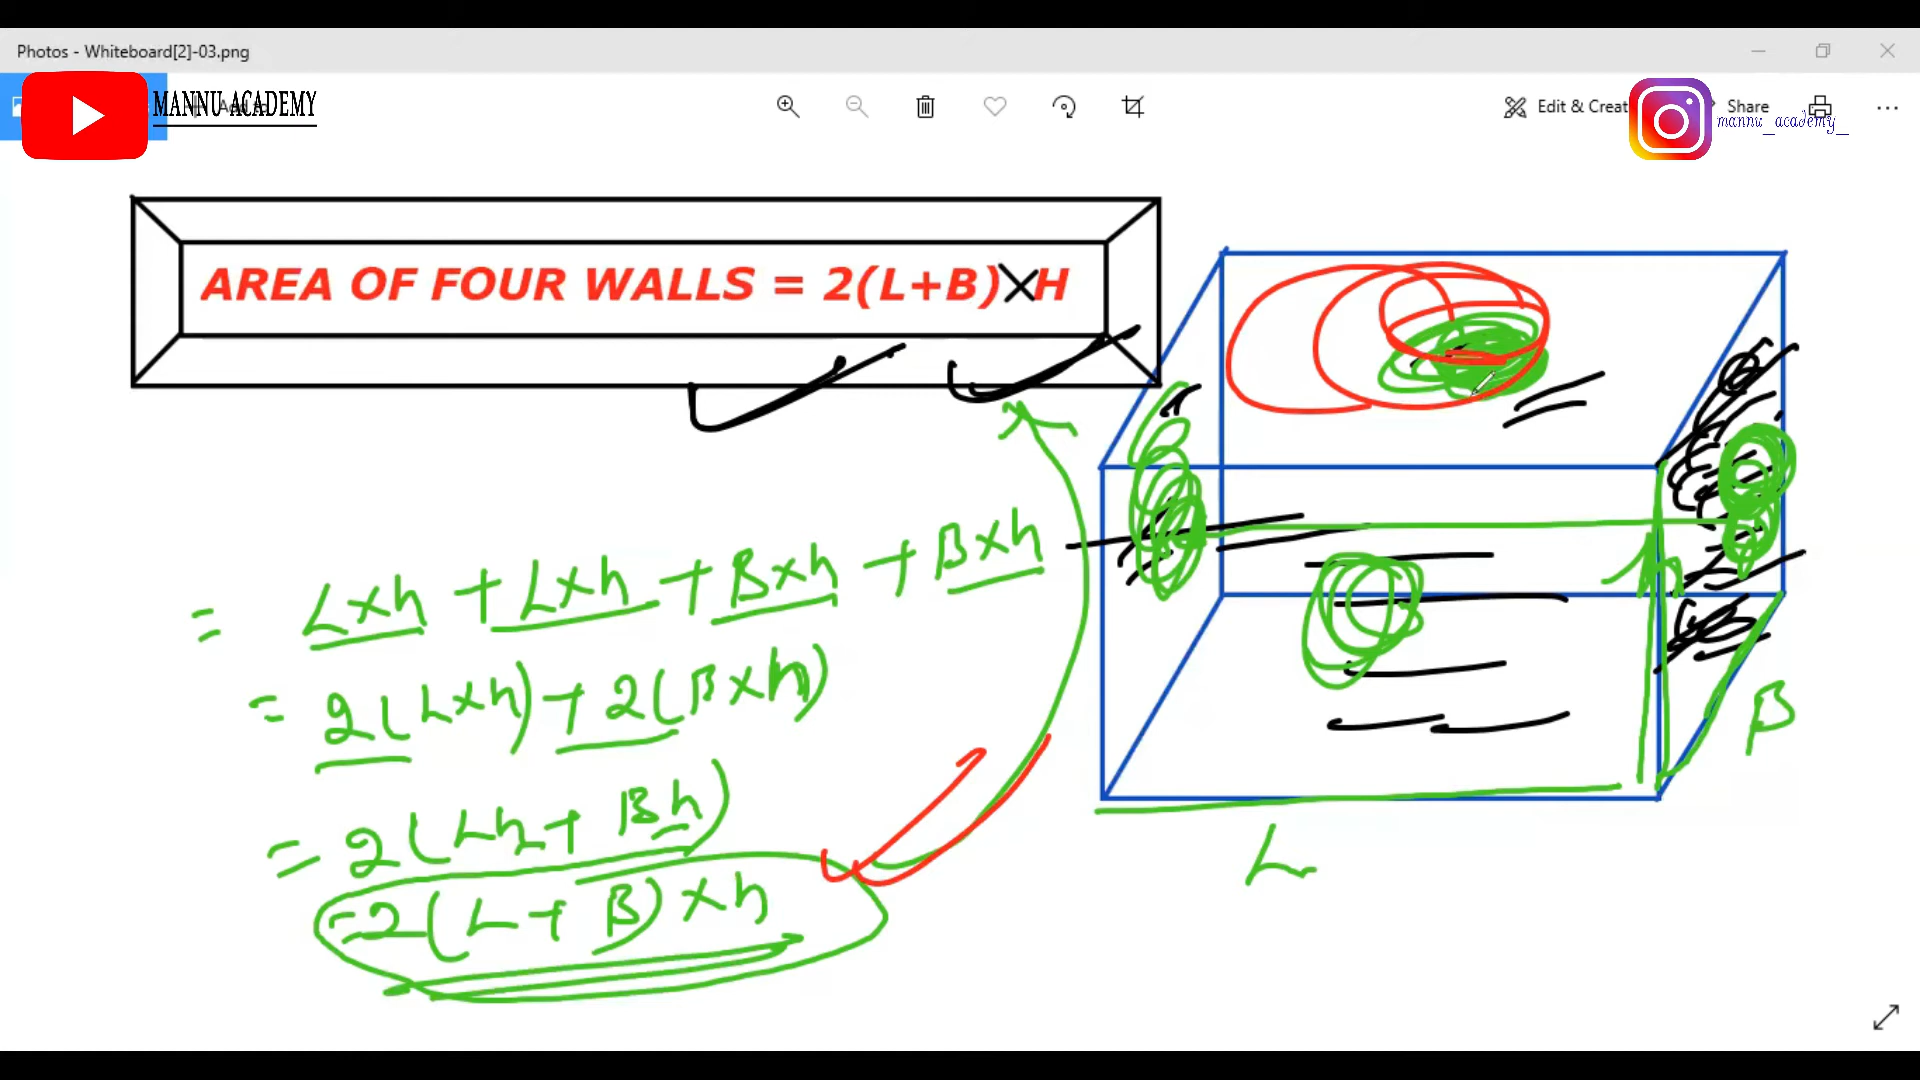 Photos - Whiteboard[2]-03.png
MANNU ACADEMY
Edit & Creat
Share
mannu_academy_
AREA OF FOUR WALLS = 2(L+B)×H
= L×h + L×h + B×h + B×h
= 2(L×h) + 2(B×h)
= 2(Lh + Bh)
=2(L+B)×h
h
B
L